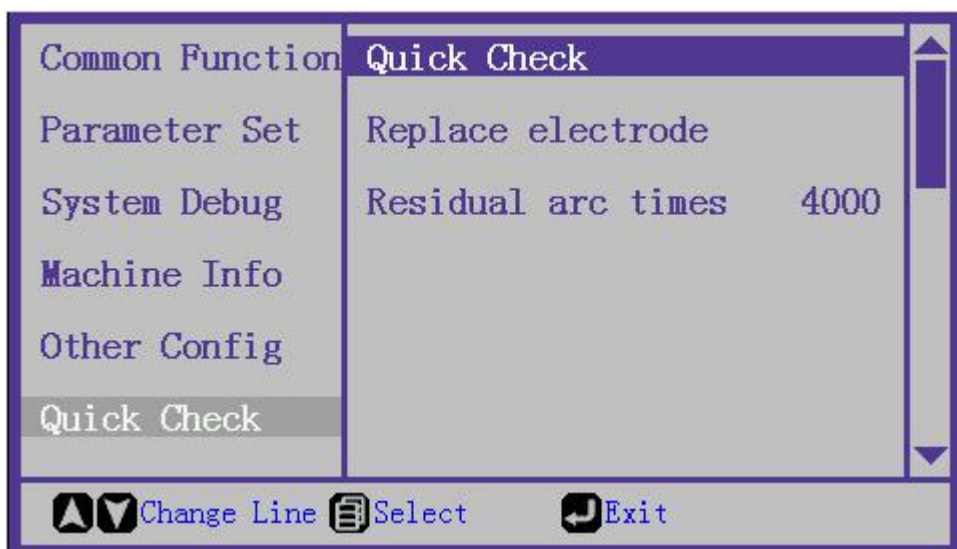 Common Function
Parameter Set
System Debug
Machine Info
Other Config
Quick Check
Quick Check
Replace electrode
Residual arc times 4000
Change Line Select Exit